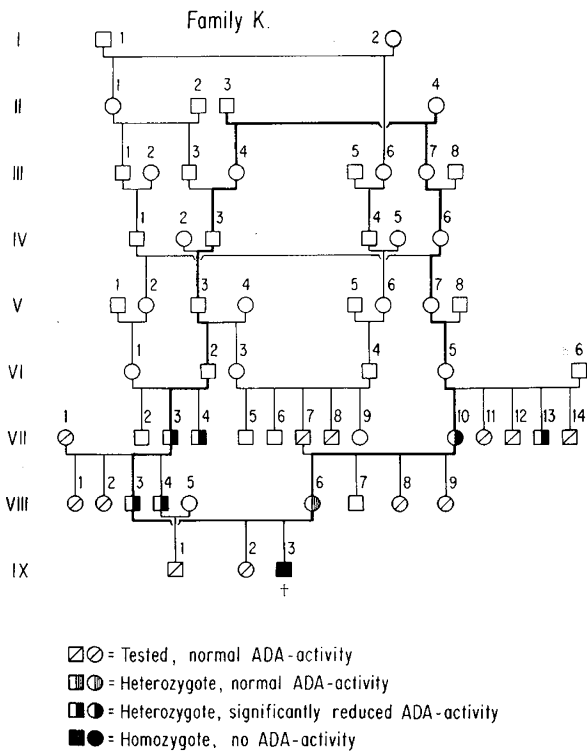 Family K.
I 1 2
II 1 2 3 4
III 1 2 3 4 5 6 7 8
IV 1 2 3 4 5 6
V 1 2 3 4 5 6 7 8
VI 1 2 3 4 5 6
VII 1 2 3 4 5 6 7 8 9 10 11 12 13 14
VIII 1 2 3 4 5 6 7 8 9
IX 1 2 3
†
= Tested, normal ADA-activity
= Heterozygote, normal ADA-activity
= Heterozygote, significantly reduced ADA-activity
= Homozygote, no ADA-activity